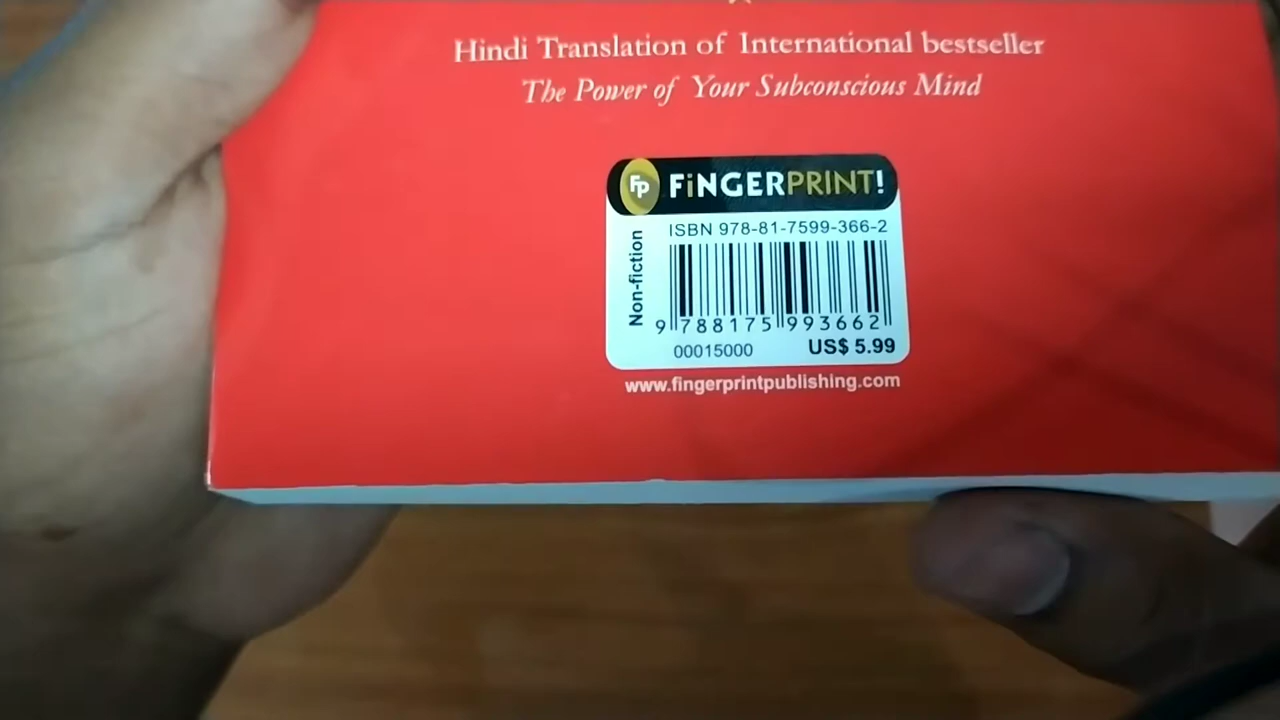 Hindi Translation of International bestseller
The Power of Your Subconscious Mind
FP FiNGERPRINT!
ISBN 978-81-7599-366-2
Non-fiction
9 788175 993662
00015000 US$ 5.99
www.fingerprintpublishing.com